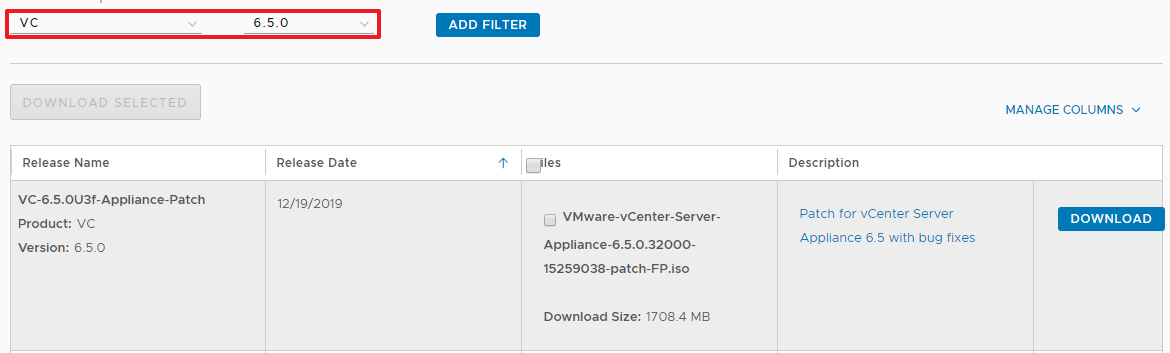 VC 6.5.0 ADD FILTER
DOWNLOAD SELECTED
MANAGE COLUMNS
Release Name Release Date iles Description
VC-6.5.0U3f-Appliance-Patch
Product: VC
Version: 6.5.0
12/19/2019
VMware-vCenter-Server-
Appliance-6.5.0.32000-
15259038-patch-FP.iso
Download Size: 1708.4 MB
Patch for vCenter Server
Appliance 6.5 with bug fixes
DOWNLOAD